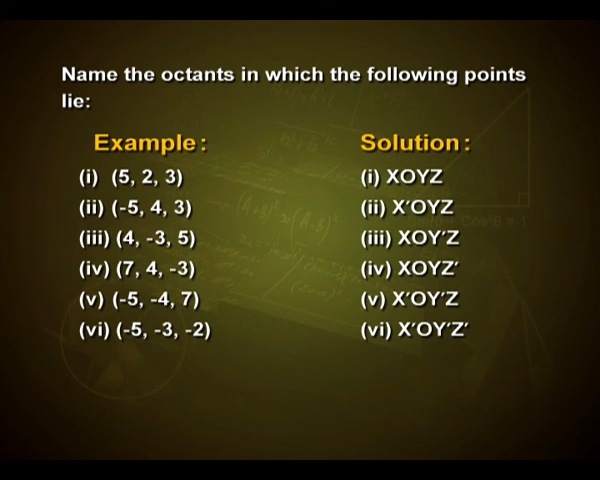 Name the octants in which the following points
lie:
Example: Solution:
(i) (5, 2, 3) (i) XOYZ
(ii) (-5, 4, 3) (ii) X′OYZ
(iii) (4, -3, 5) (iii) XOY′Z
(iv) (7, 4, -3) (iv) XOYZ′
(v) (-5, -4, 7) (v) X′OY′Z
(vi) (-5, -3, -2) (vi) X′OY′Z′